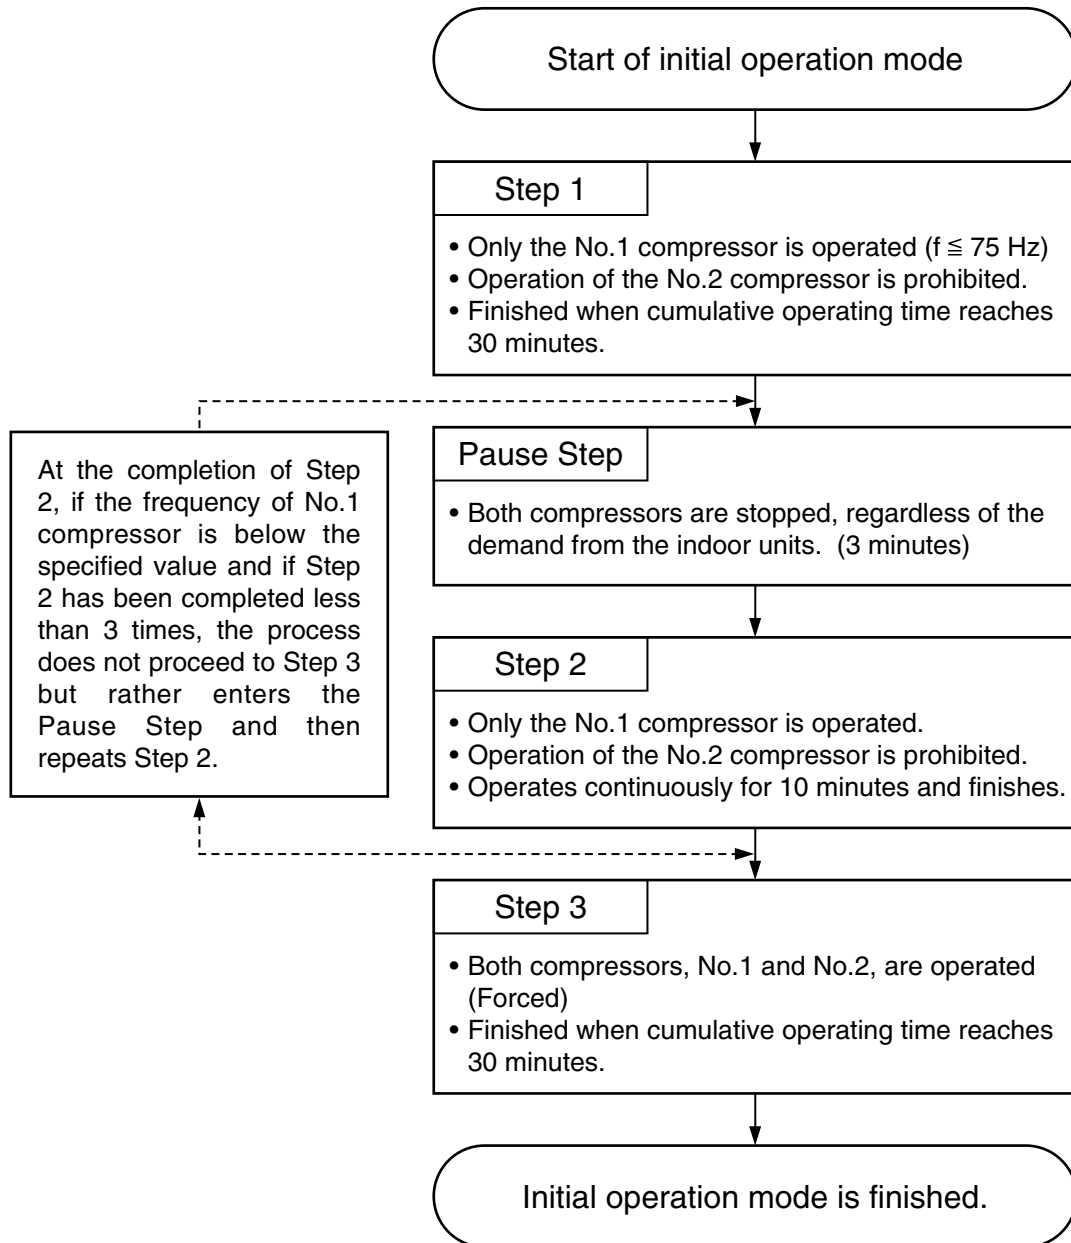 Start of initial operation mode
Step 1
• Only the No.1 compressor is operated (f ≦ 75 Hz)
• Operation of the No.2 compressor is prohibited.
• Finished when cumulative operating time reaches
30 minutes.
Pause Step
• Both compressors are stopped, regardless of the
demand from the indoor units.  (3 minutes)
At the completion of Step
2, if the frequency of No.1
compressor is below the
specified value and if Step
2 has been completed less
than 3 times, the process
does not proceed to Step 3
but rather enters the
Pause Step and then
repeats Step 2.
Step 2
• Only the No.1 compressor is operated.
• Operation of the No.2 compressor is prohibited.
• Operates continuously for 10 minutes and finishes.
Step 3
• Both compressors, No.1 and No.2, are operated
(Forced)
• Finished when cumulative operating time reaches
30 minutes.
Initial operation mode is finished.